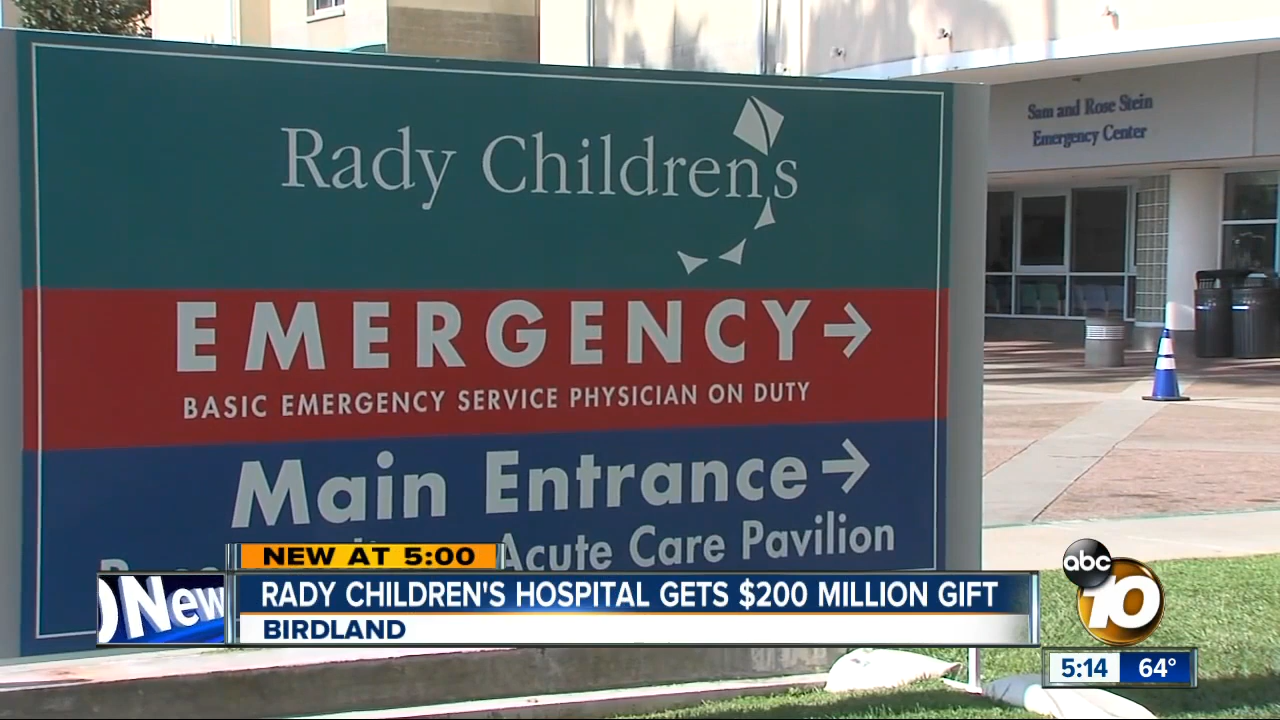 Rady Children's
EMERGENCY→
BASIC EMERGENCY SERVICE PHYSICIAN ON DUTY
Main Entrance→
Acute Care Pavilion
Sam and Rose Stein
Emergency Center
NEW AT 5:00
News
RADY CHILDREN'S HOSPITAL GETS $200 MILLION GIFT
BIRDLAND
abc
10
5:14 64°